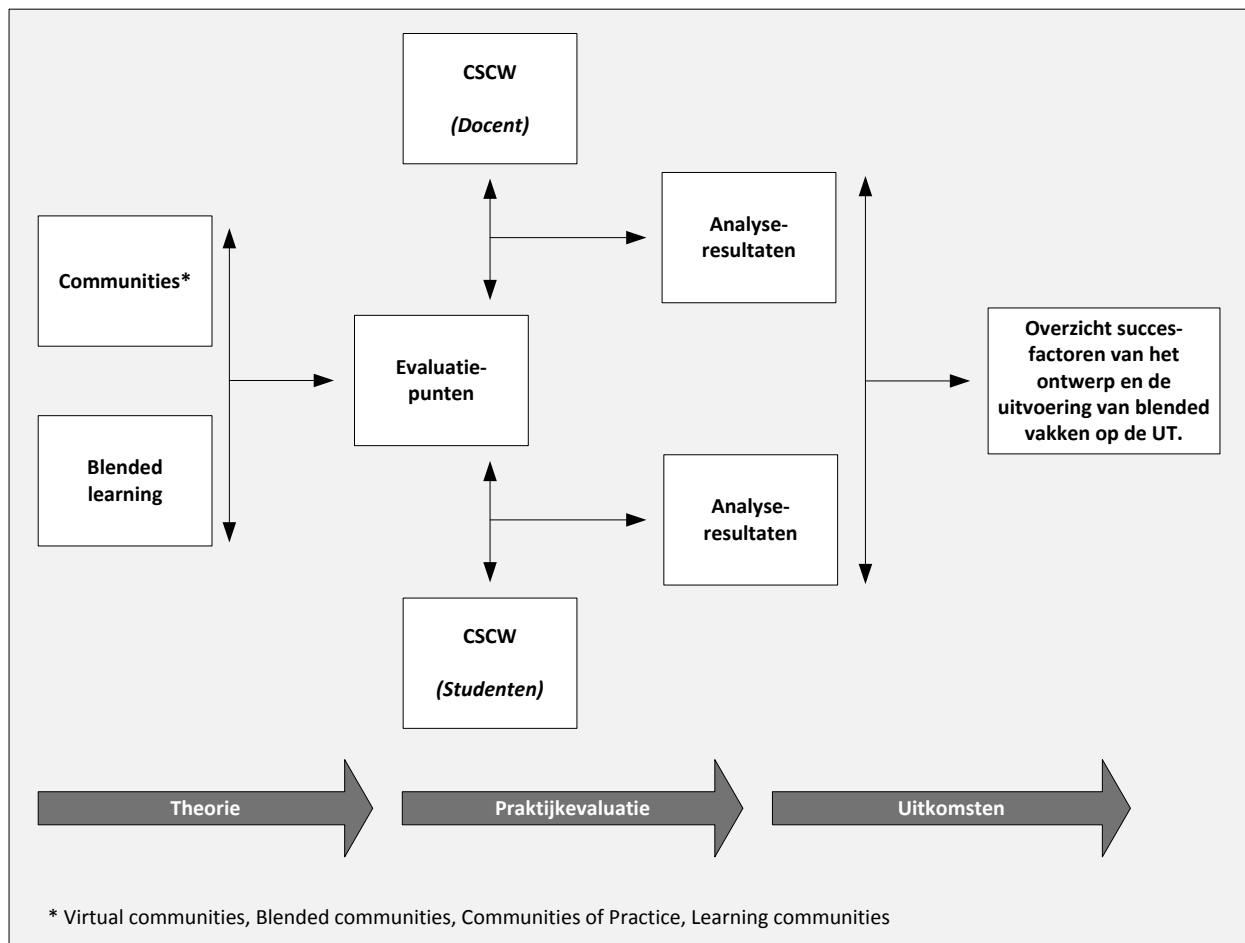 CSCW
(Docent)
Communities*
Analyse-
resultaten
Evaluatie-
punten
Overzicht succes-
factoren van het
ontwerp en de
uitvoering van blended
vakken op de UT.
Blended
learning
Analyse-
resultaten
CSCW
(Studenten)
Theorie
Praktijkevaluatie
Uitkomsten
* Virtual communities, Blended communities, Communities of Practice, Learning communities